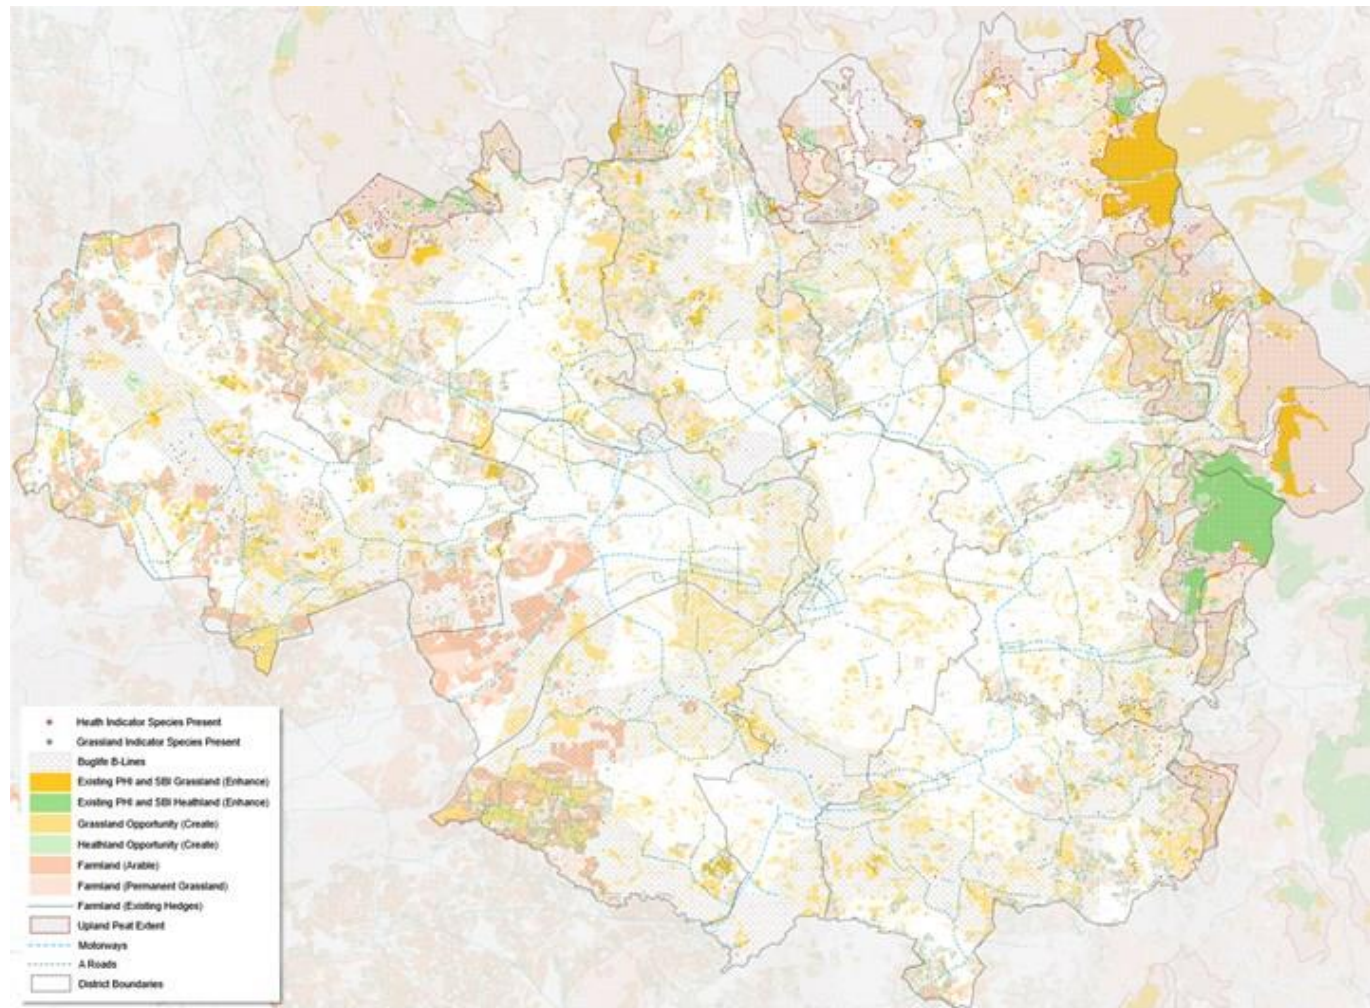 Heath Indicator Species Present
Grassland Indicator Species Present
Buglife B-Lines
Existing PHI and SBI Grassland (Enhance)
Existing PHI and SBI Heathland (Enhance)
Grassland Opportunity (Create)
Heathland Opportunity (Create)
Farmland (Arable)
Farmland (Permanent Grassland)
Farmland (Existing Hedges)
Upland Peat Extent
Motorways
A Roads
District Boundaries